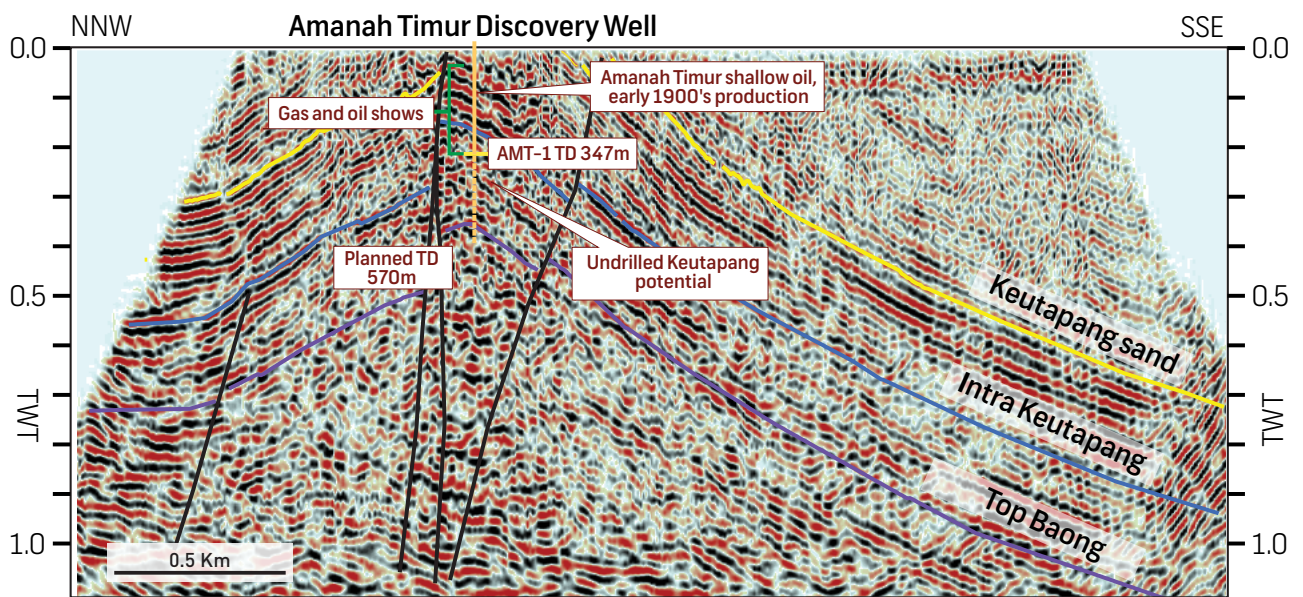 NNW
Amanah Timur Discovery Well
SSE
0.0
0.0
Amanah Timur shallow oil,
early 1900's production
Gas and oil shows
AMT-1 TD 347m
Planned TD
570m
Undrilled Keutapang
potential
0.5
0.5
Keutapang sand
Intra Keutapang
Top Baong
TWT
TWT
1.0
1.0
0.5 Km